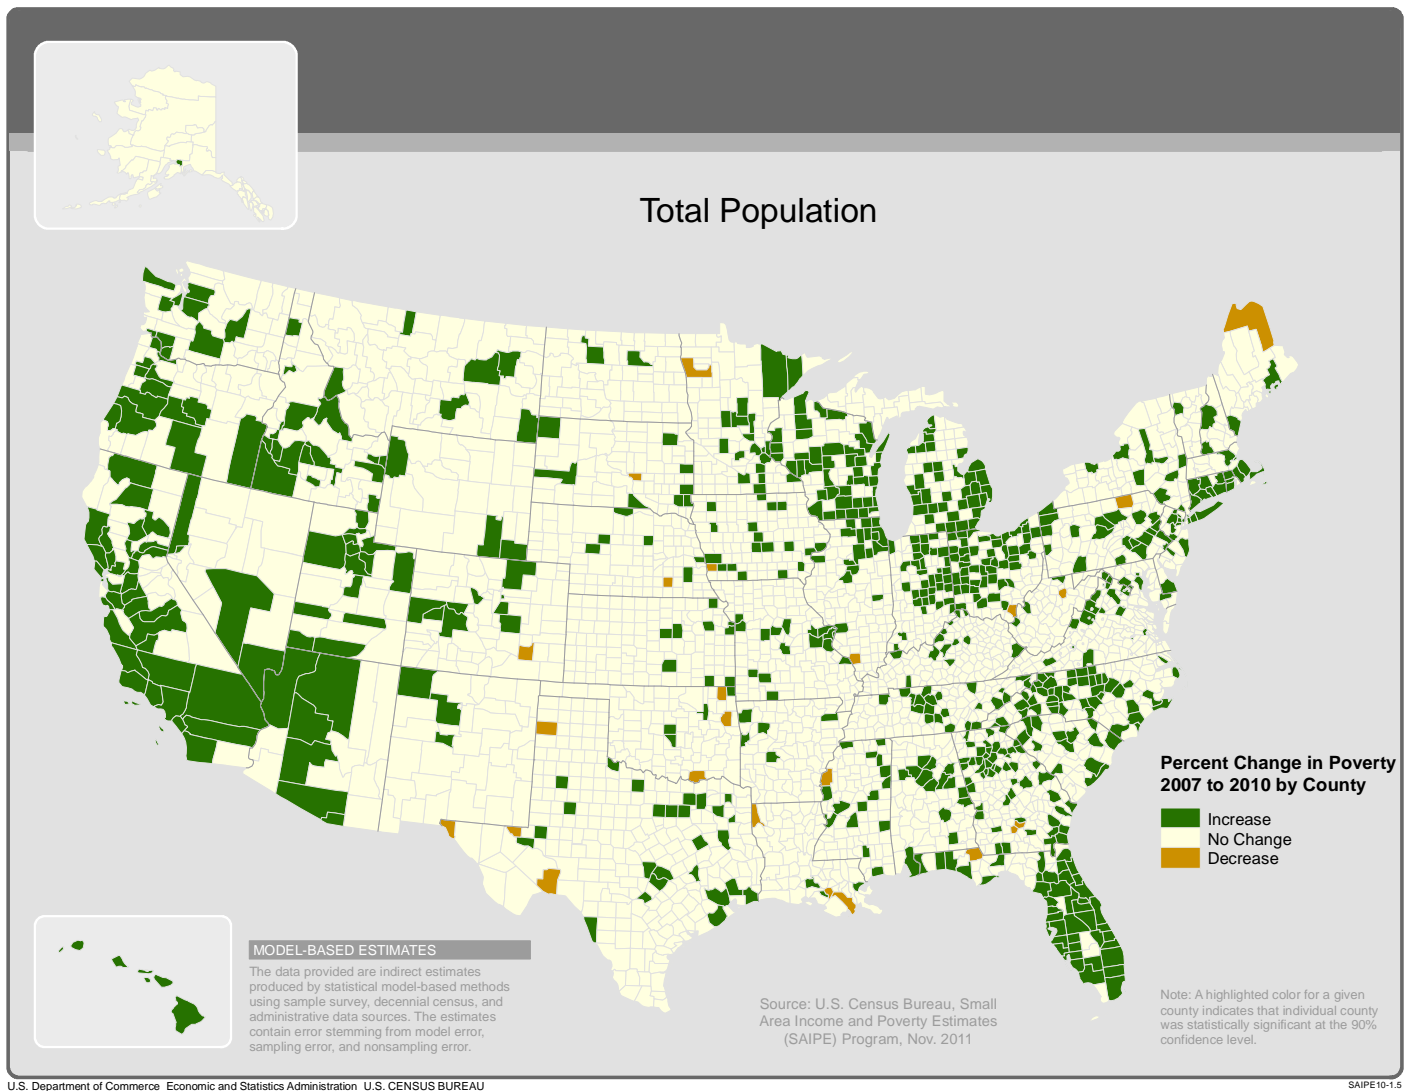 Total Population
Percent Change in Poverty
2007 to 2010 by County
Increase
No Change
Decrease
MODEL-BASED ESTIMATES
The data provided are indirect estimates
produced by statistical model-based methods
using sample survey, decennial census, and
administrative data sources. The estimates
contain error stemming from model error,
sampling error, and nonsampling error.
Source: U.S. Census Bureau, Small
Area Income and Poverty Estimates
(SAIPE) Program, Nov. 2011
Note: A highlighted color for a given
county indicates that individual county
was statistically significant at the 90%
confidence level.
U.S. Department of Commerce Economic and Statistics Administration U.S. CENSUS BUREAU
SAIPE10-1.5